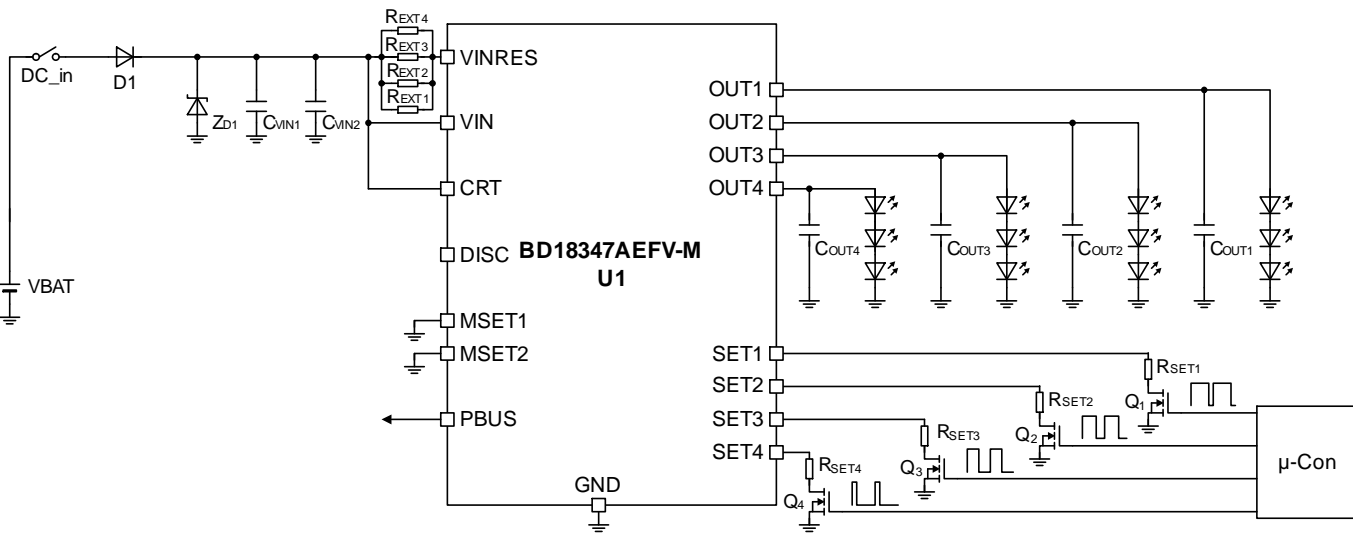 REXT4
REXT3
REXT2
REXT1
VINRES
VIN
CRT
DISC
MSET1
MSET2
PBUS
GND
BD18347AEFV-M
U1
OUT1
OUT2
OUT3
OUT4
SET1
SET2
SET3
SET4
DC_in
D1
ZD1
CVIN1
CVIN2
VBAT
COUT4
COUT3
COUT2
COUT1
RSET1
RSET2
RSET3
RSET4
Q1
Q2
Q3
Q4
μ-Con